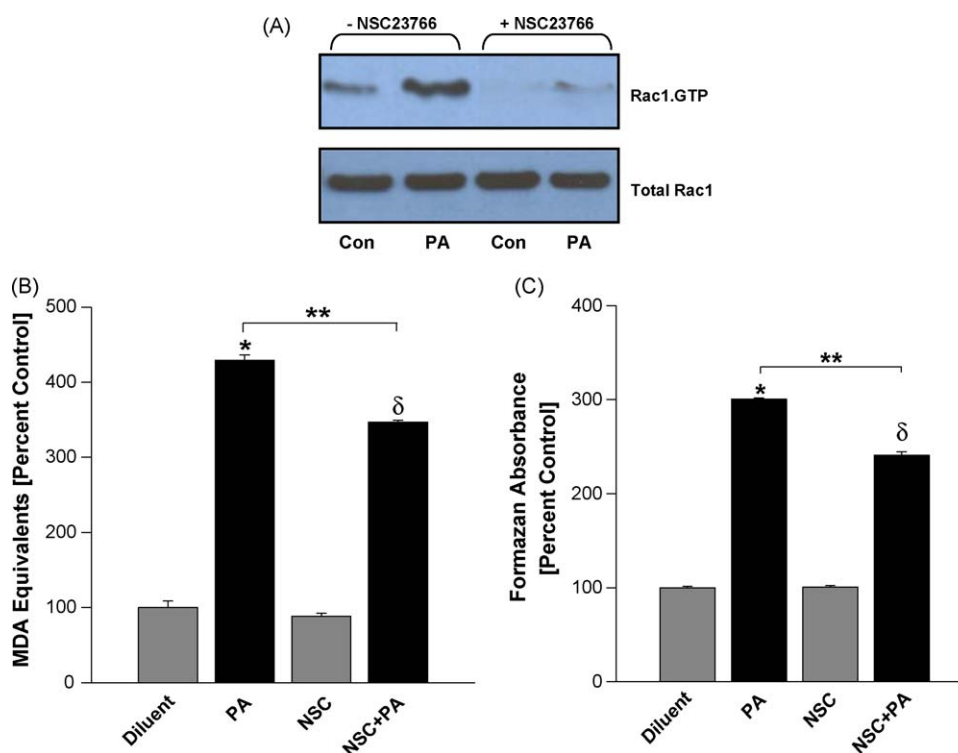 (A)
- NSC23766 + NSC23766
Rac1.GTP
Total Rac1
Con PA Con PA
(B)
MDA Equivalents [Percent Control]
500
400
300
200
100
0
*
**
δ
Diluent PA NSC NSC+PA
(C)
Formazan Absorbance
[Percent Control]
400
300
200
100
0
*
**
δ
Diluent PA NSC NSC+PA